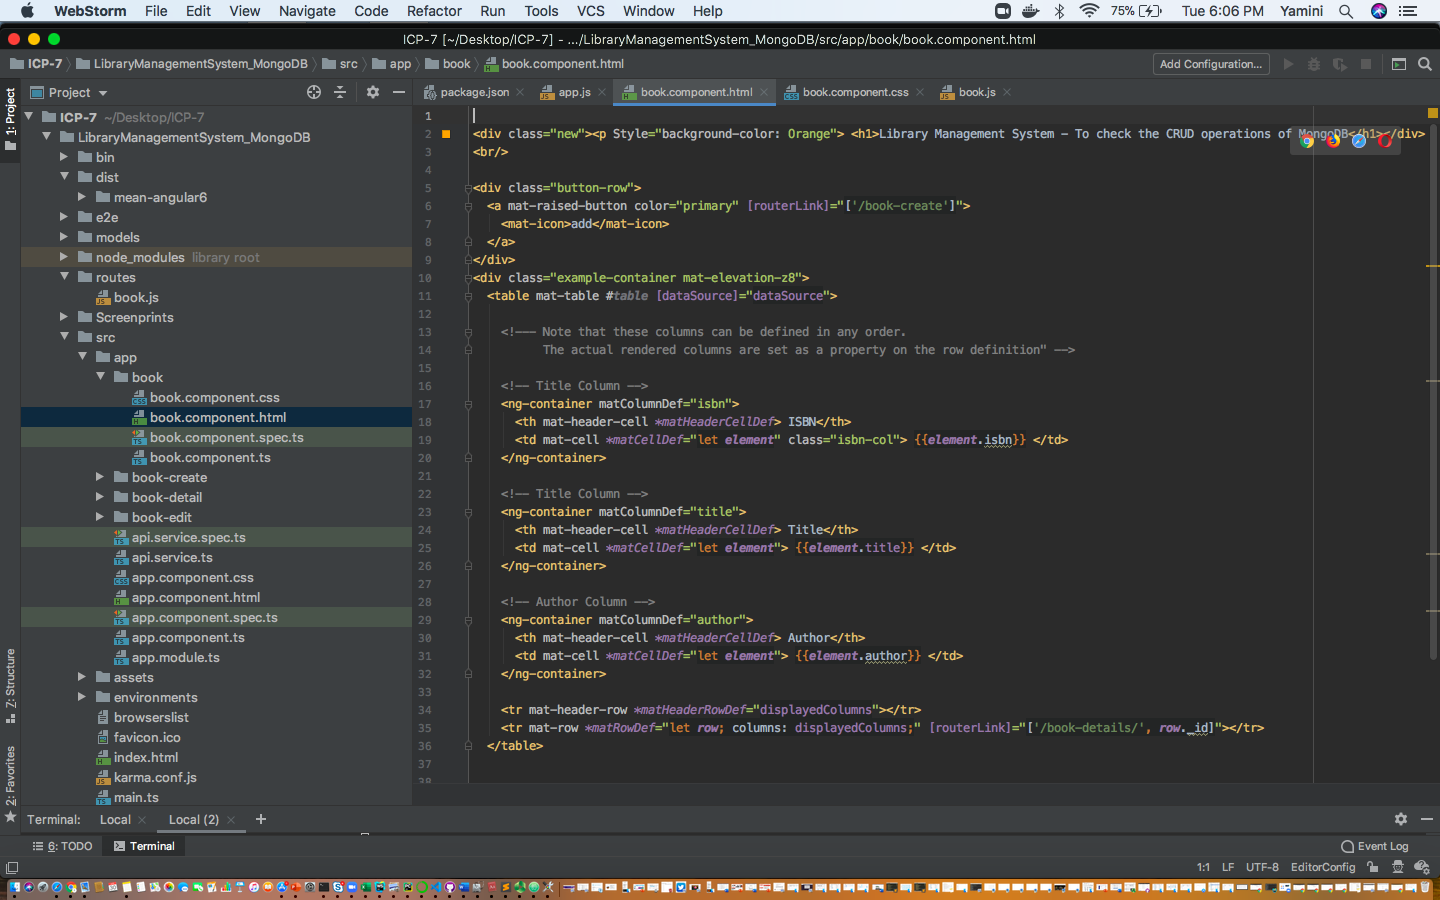 WebStorm File Edit View Navigate Code Refactor Run Tools VCS Window Help 75% Tue 6:06 PM Yamini
ICP-7 [~/Desktop/ICP-7] - .../LibraryManagementSystem_MongoDB/src/app/book/book.component.html
ICP-7 LibraryManagementSystem_MongoDB src app book book.component.html Add Configuration...
1: Project
Z: Structure
2: Favorites
Project
ICP-7 ~/Desktop/ICP-7
LibraryManagementSystem_MongoDB
bin
dist
mean-angular6
e2e
models
node_modules library root
routes
book.js
Screenprints
src
app
book
book.component.css
book.component.html
book.component.spec.ts
book.component.ts
book-create
book-detail
book-edit
api.service.spec.ts
api.service.ts
app.component.css
app.component.html
app.component.spec.ts
app.component.ts
app.module.ts
assets
environments
browserslist
favicon.ico
index.html
karma.conf.js
main.ts
package.json app.js book.component.html book.component.css book.js
1
2 <div class="new"><p Style="background-color: Orange"> <h1>Library Management System - To check the CRUD operations of MongoDB</h1></div>
3 <br/>
4
5 <div class="button-row">
6 <a mat-raised-button color="primary" [routerLink]="['/book-create']">
7 <mat-icon>add</mat-icon>
8 </a>
9 </div>
10 <div class="example-container mat-elevation-z8">
11 <table mat-table #table [dataSource]="dataSource">
12
13 <!--- Note that these columns can be defined in any order.
14 The actual rendered columns are set as a property on the row definition" -->
15
16 <!-- Title Column -->
17 <ng-container matColumnDef="isbn">
18 <th mat-header-cell *matHeaderCellDef> ISBN</th>
19 <td mat-cell *matCellDef="let element" class="isbn-col"> {{element.isbn}} </td>
20 </ng-container>
21
22 <!-- Title Column -->
23 <ng-container matColumnDef="title">
24 <th mat-header-cell *matHeaderCellDef> Title</th>
25 <td mat-cell *matCellDef="let element"> {{element.title}} </td>
26 </ng-container>
27
28 <!-- Author Column -->
29 <ng-container matColumnDef="author">
30 <th mat-header-cell *matHeaderCellDef> Author</th>
31 <td mat-cell *matCellDef="let element"> {{element.author}} </td>
32 </ng-container>
33
34 <tr mat-header-row *matHeaderRowDef="displayedColumns"></tr>
35 <tr mat-row *matRowDef="let row; columns: displayedColumns;" [routerLink]="['/book-details/', row._id]"></tr>
36 </table>
37
38
Terminal: Local Local (2) +
6: TODO Terminal Event Log
1:1 LF UTF-8 EditorConfig